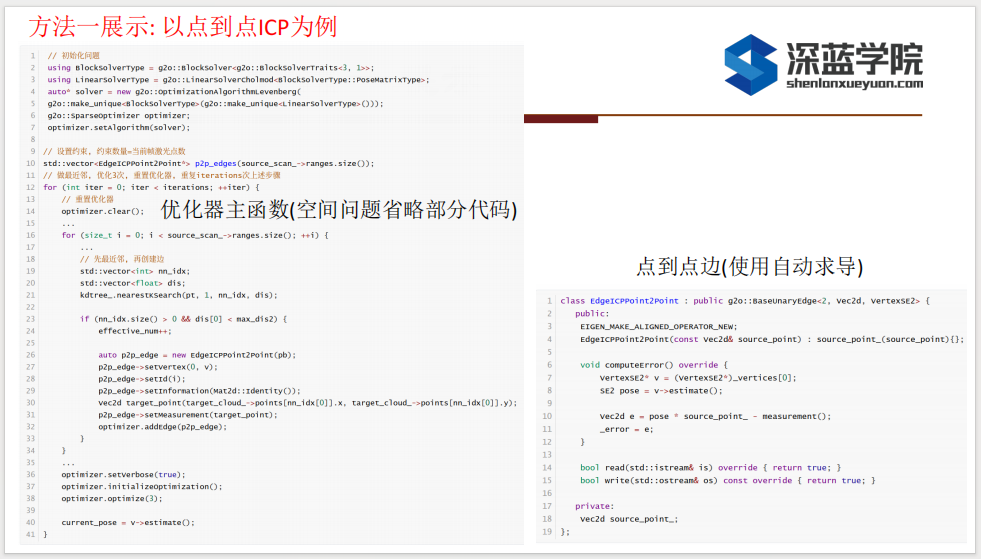 方法一展示: 以点到点ICP为例
深蓝学院
shenlanxueyuan.com
1 // 初始化问题
2 using BlockSolverType = g2o::BlockSolver<g2o::BlockSolverTraits<3, 1>>;
3 using LinearSolverType = g2o::LinearSolverCholmod<BlockSolverType::PoseMatrixType>;
4 auto* solver = new g2o::OptimizationAlgorithmLevenberg(
5 g2o::make_unique<BlockSolverType>(g2o::make_unique<LinearSolverType>()));
6 g2o::SparseOptimizer optimizer;
7 optimizer.setAlgorithm(solver);
8
9 // 设置约束, 约束数量=当前帧激光点数
10 std::vector<EdgeICPPoint2Point*> p2p_edges(source_scan_->ranges.size());
11 // 做最近邻, 优化3次, 重置优化器, 重复iterations次上述步骤
12 for (int iter = 0; iter < iterations; ++iter) {
13 // 重置优化器
14 optimizer.clear();
15 ...
16 for (size_t i = 0; i < source_scan_->ranges.size(); ++i) {
17 ...
18 // 先最近邻, 再创建边
19 std::vector<int> nn_idx;
20 std::vector<float> dis;
21 kdtree_.nearestKSearch(pt, 1, nn_idx, dis);
22
23 if (nn_idx.size() > 0 && dis[0] < max_dis2) {
24 effective_num++;
25
26 auto p2p_edge = new EdgeICPPoint2Point(pb);
27 p2p_edge->setVertex(0, v);
28 p2p_edge->setId(i);
29 p2p_edge->setInformation(Mat2d::Identity());
30 Vec2d target_point(target_cloud_->points[nn_idx[0]].x, target_cloud_->points[nn_idx[0]].y);
31 p2p_edge->setMeasurement(target_point);
32 optimizer.addEdge(p2p_edge);
33 }
34 }
35 ...
36 optimizer.setVerbose(true);
37 optimizer.initializeOptimization();
38 optimizer.optimize(3);
39
40 current_pose = v->estimate();
41 }
优化器主函数(空间问题省略部分代码)
点到点边(使用自动求导)
1 class EdgeICPPoint2Point : public g2o::BaseUnaryEdge<2, Vec2d, VertexSE2> {
2 public:
3 EIGEN_MAKE_ALIGNED_OPERATOR_NEW;
4 EdgeICPPoint2Point(const Vec2d& source_point) : source_point_(source_point){};
5
6 void computeError() override {
7 VertexSE2* v = (VertexSE2*)_vertices[0];
8 SE2 pose = v->estimate();
9
10 Vec2d e = pose * source_point_ - measurement();
11 _error = e;
12 }
13
14 bool read(std::istream& is) override { return true; }
15 bool write(std::ostream& os) const override { return true; }
16
17 private:
18 Vec2d source_point_;
19 };